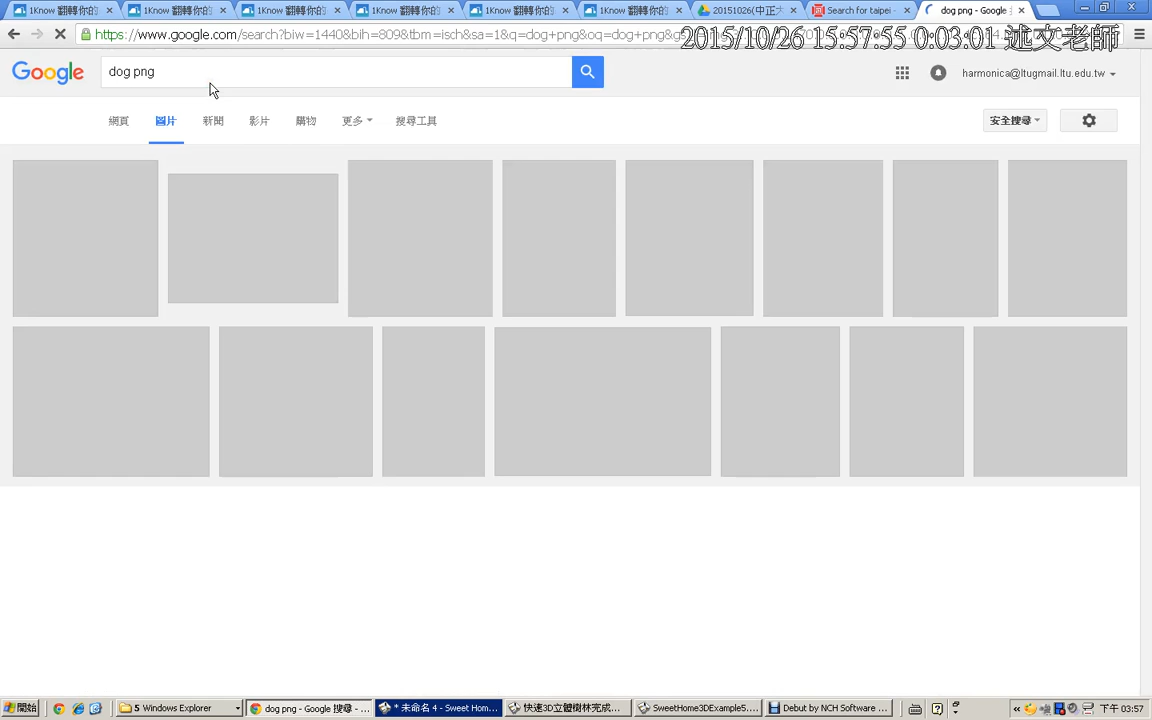 1Know 翻轉你的
1Know 翻轉你的
1Know 翻轉你的
1Know 翻轉你的
1Know 翻轉你的
1Know 翻轉你的
20151026(中正大
Search for taipei -
dog png - Google
https://www.google.com/search?biw=1440&bih=809&tbm=isch&sa=1&q=dog+png&oq=dog+png&g
2015/10/26 15:57:55 0:03:01 述文老師
Google
dog png
harmonica@ltugmail.ltu.edu.tw
網頁
圖片
新聞
影片
購物
更多
搜尋工具
安全搜尋
開始
5 Windows Explorer
dog png - Google 搜尋 - ...
* 未命名 4 - Sweet Hom...
快速3D立體樹林完成...
SweetHome3DExample5...
Debut by NCH Software ...
下午 03:57